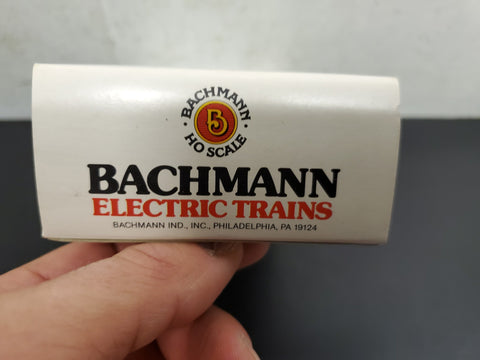 • BACHMANN •
B
HO SCALE
BACHMANN
ELECTRIC TRAINS
BACHMANN IND., INC., PHILADELPHIA, PA 19124